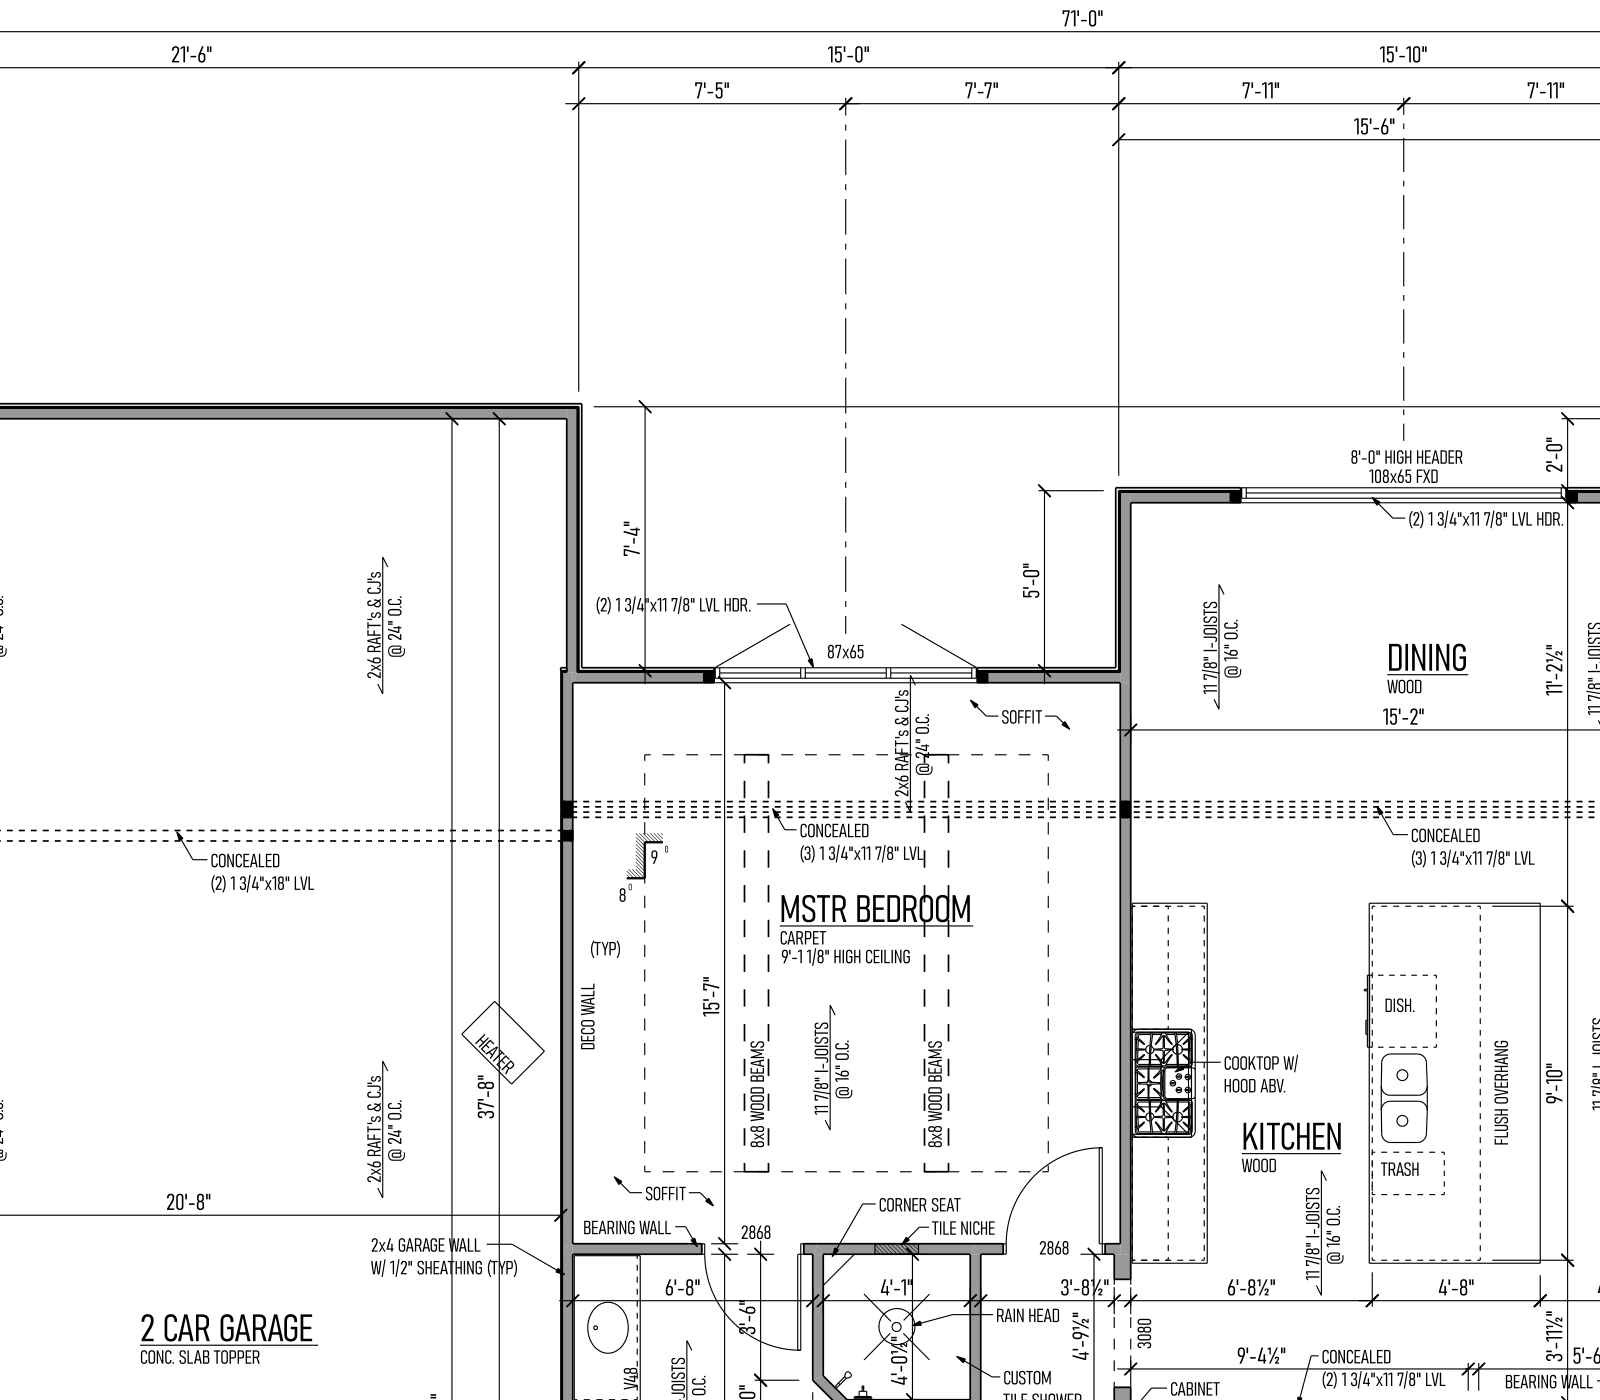 71'-0"
21'-6"
15'-0"
15'-10"
7'-5"
7'-7"
7'-11"
7'-11"
15'-6"
8'-0" HIGH HEADER
108x65 FXD
2'-0"
(2) 1 3/4"x11 7/8" LVL HDR.
7'-4"
5'-0"
(2) 1 3/4"x11 7/8" LVL HDR.
87x65
2x6 RAFT's & CJ's
@ 24" O.C.
11 7/8" I-JOISTS
@ 16" O.C.
DINING
WOOD
11'-2½"
15'-2"
SOFFIT
2x6 RAFT's & CJ's
@ 24" O.C.
CONCEALED
(3) 1 3/4"x11 7/8" LVL
CONCEALED
(3) 1 3/4"x11 7/8" LVL
CONCEALED
(2) 1 3/4"x18" LVL
9'
8'
MSTR BEDROOM
CARPET
9'-1 1/8" HIGH CEILING
(TYP)
DECO WALL
15'-7"
8x8 WOOD BEAMS
11 7/8" I-JOISTS
@ 16" O.C.
8x8 WOOD BEAMS
HEATER
37'-8"
2x6 RAFT's & CJ's
@ 24" O.C.
DISH.
COOKTOP W/
HOOD ABV.
FLUSH OVERHANG
9'-10"
KITCHEN
WOOD
TRASH
11 7/8" I-JOISTS
@ 16" O.C.
20'-8"
SOFFIT
BEARING WALL
2868
CORNER SEAT
TILE NICHE
2868
2x4 GARAGE WALL
W/ 1/2" SHEATHING (TYP)
6'-8"
4'-1"
3'-8½"
6'-8½"
4'-8"
3'-6"
RAIN HEAD
4'-9½"
3080
3'-11½"
2 CAR GARAGE
CONC. SLAB TOPPER
4'-0½"
9'-4½"
CONCEALED
(2) 1 3/4"x11 7/8" LVL
5'-6
BEARING WALL
V48
JOISTS
O.C.
CUSTOM
TILE SHOWER
CABINET